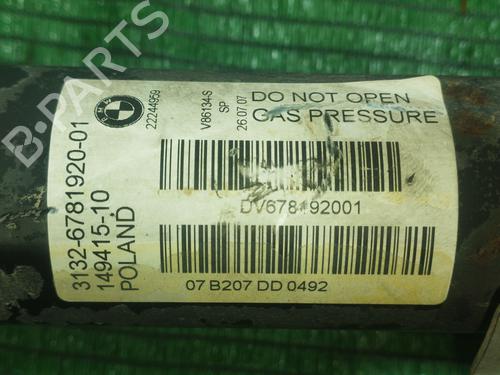 B-PARTS
BMW
22244959
3132-6781920-01
149415-10
POLAND
V86134-S
SP
26.07.07
DO NOT OPEN
GAS PRESSURE
DV678192001
07 B207 DD 0492